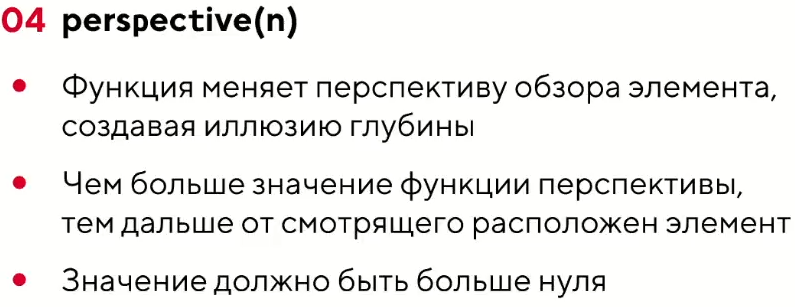 04 perspective(n)
• Функция меняет перспективу обзора элемента,
создавая иллюзию глубины
• Чем больше значение функции перспективы,
тем дальше от смотрящего расположен элемент
• Значение должно быть больше нуля